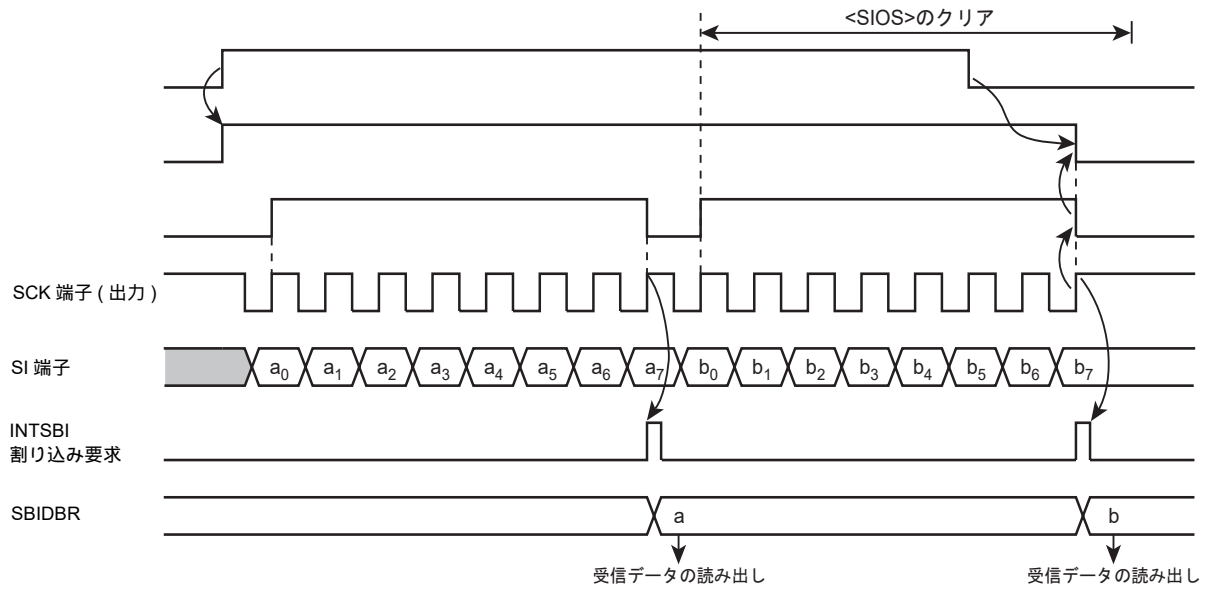 <SIOS>のクリア
SCK 端子 ( 出力 )
SI 端子
a0 a1 a2 a3 a4 a5 a6 a7 b0 b1 b2 b3 b4 b5 b6 b7
INTSBI
割り込み要求
SBIDBR
a b
受信データの読み出し 受信データの読み出し